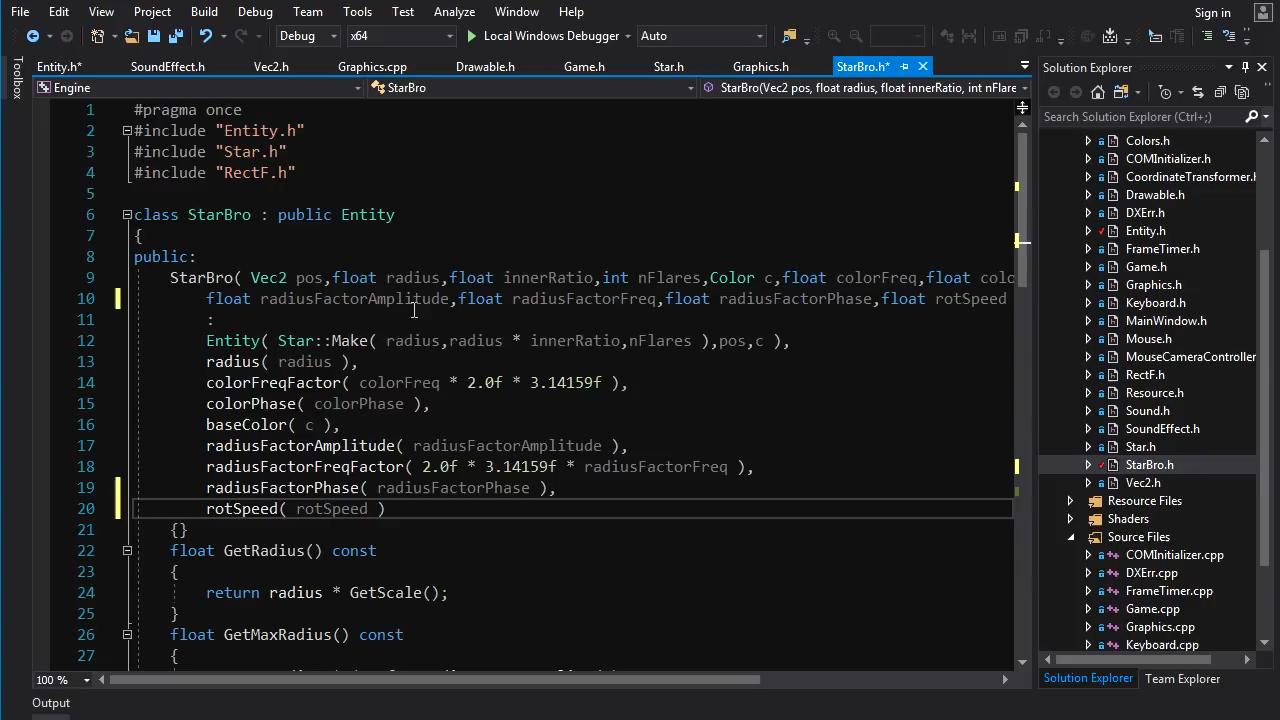 File Edit View Project Build Debug Team Tools Test Analyze Window Help Sign in
Debug x64 Local Windows Debugger Auto
Toolbox
Entity.h* SoundEffect.h Vec2.h Graphics.cpp Drawable.h Game.h Star.h Graphics.h StarBro.h*
Engine StarBro StarBro(Vec2 pos, float radius, float innerRatio, int nFlare
1 #pragma once
2 #include "Entity.h"
3 #include "Star.h"
4 #include "RectF.h"
5
6 class StarBro : public Entity
7 {
8 public:
9 StarBro( Vec2 pos,float radius,float innerRatio,int nFlares,Color c,float colorFreq,float colo
10 float radiusFactorAmplitude,float radiusFactorFreq,float radiusFactorPhase,float rotSpeed
11 :
12 Entity( Star::Make( radius,radius * innerRatio,nFlares ),pos,c ),
13 radius( radius ),
14 colorFreqFactor( colorFreq * 2.0f * 3.14159f ),
15 colorPhase( colorPhase ),
16 baseColor( c ),
17 radiusFactorAmplitude( radiusFactorAmplitude ),
18 radiusFactorFreqFactor( 2.0f * 3.14159f * radiusFactorFreq ),
19 radiusFactorPhase( radiusFactorPhase ),
20 rotSpeed( rotSpeed )
21 {}
22 float GetRadius() const
23 {
24 return radius * GetScale();
25 }
26 float GetMaxRadius() const
27 {
100 %
Output
Solution Explorer
Search Solution Explorer (Ctrl+;)
Colors.h
COMInitializer.h
CoordinateTransformer.h
Drawable.h
DXErr.h
Entity.h
FrameTimer.h
Game.h
Graphics.h
Keyboard.h
MainWindow.h
Mouse.h
MouseCameraController
RectF.h
Resource.h
Sound.h
SoundEffect.h
Star.h
StarBro.h
Vec2.h
Resource Files
Shaders
Source Files
COMInitializer.cpp
DXErr.cpp
FrameTimer.cpp
Game.cpp
Graphics.cpp
Keyboard.cpp
Solution Explorer Team Explorer